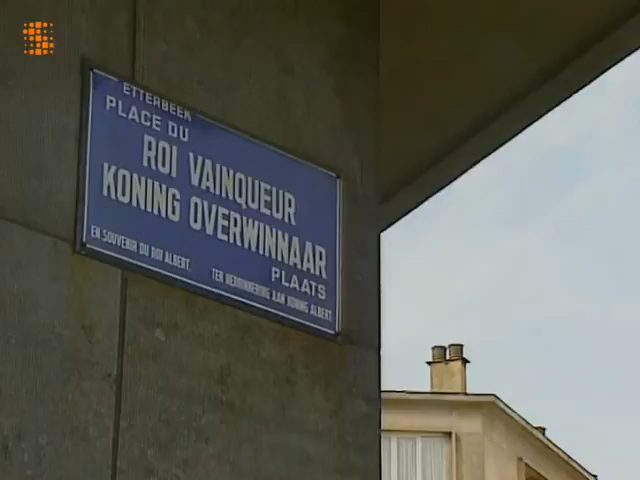 ETTERBEEK
PLACE DU
ROI VAINQUEUR
KONING OVERWINNAAR
PLAATS
EN SOUVENIR DU ROI ALBERT.
TER HERINNERING AAN KONING ALBERT